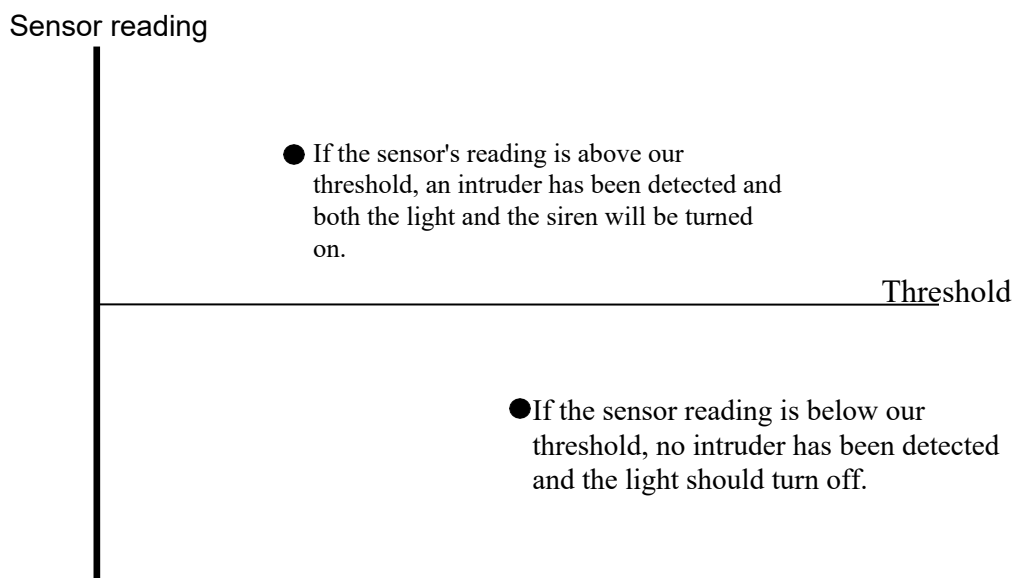 Sensor reading
If the sensor's reading is above our
threshold, an intruder has been detected and
both the light and the siren will be turned
on.
Threshold
If the sensor reading is below our
threshold, no intruder has been detected
and the light should turn off.